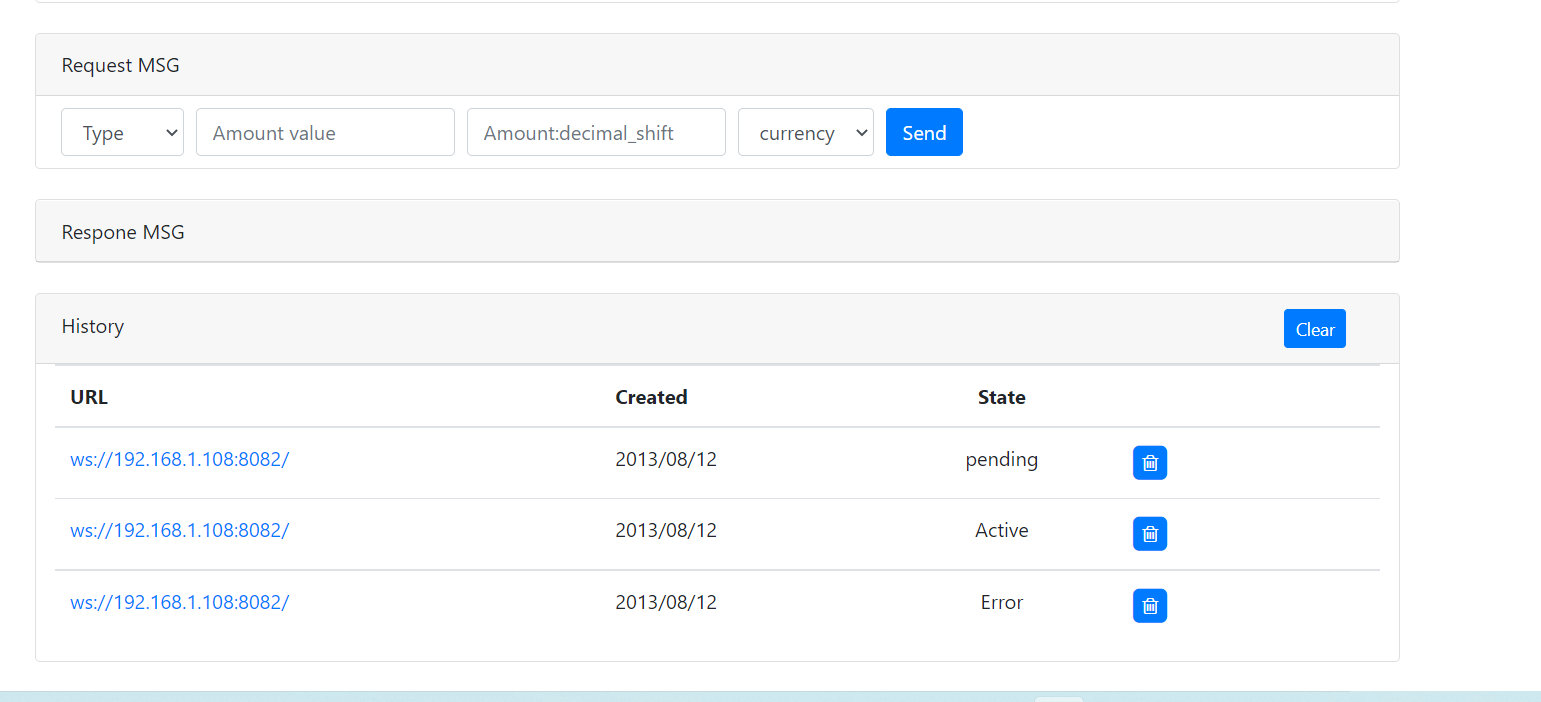 Request MSG
Type Amount value Amount:decimal_shift currency Send
Respone MSG
History Clear
URL Created State
ws://192.168.1.108:8082/ 2013/08/12 pending
ws://192.168.1.108:8082/ 2013/08/12 Active
ws://192.168.1.108:8082/ 2013/08/12 Error